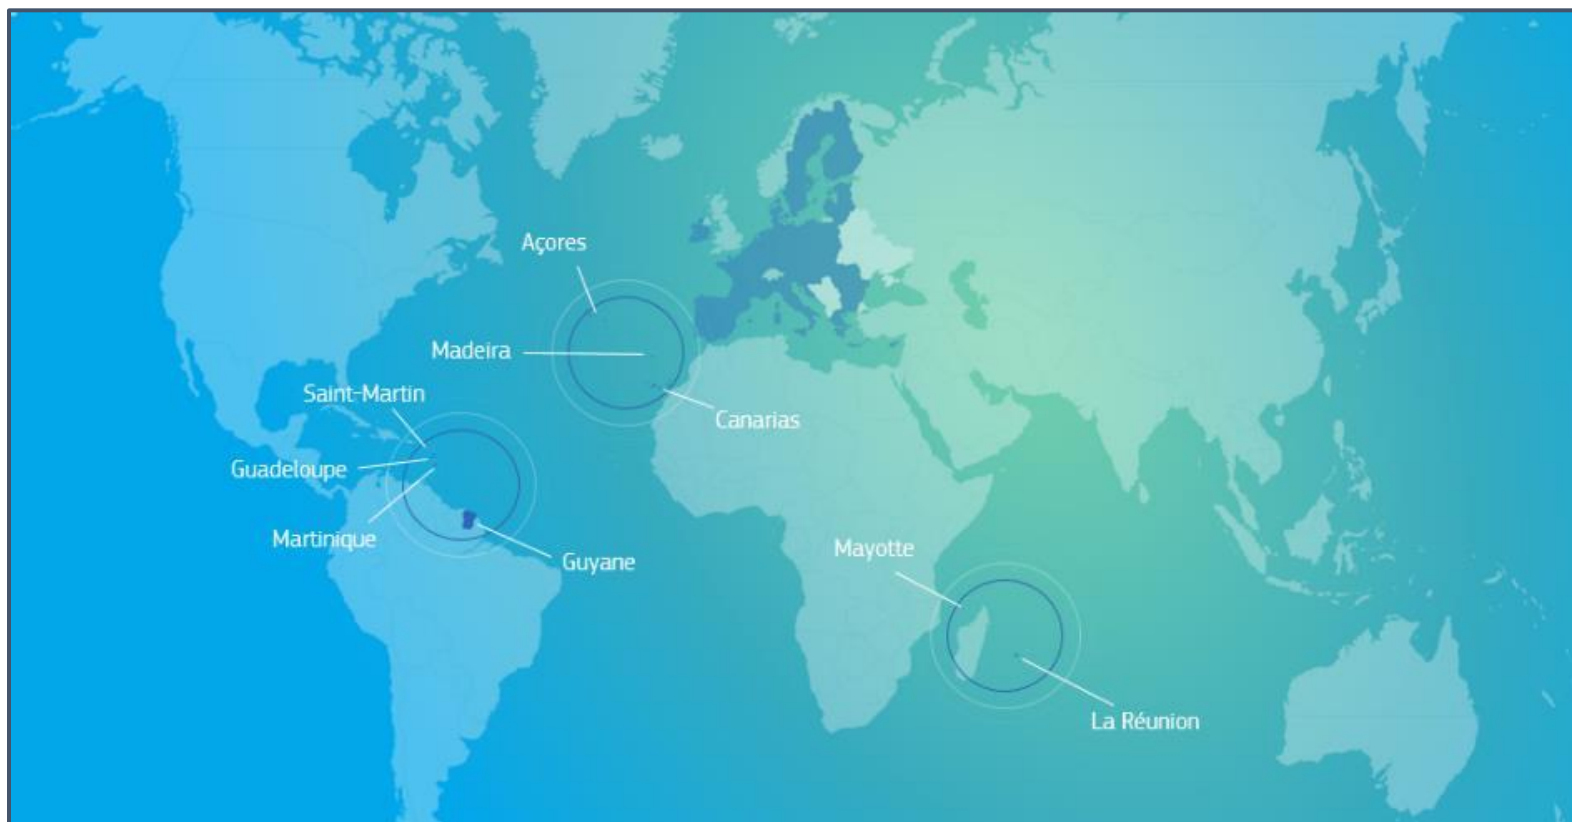 Açores
Madeira
Saint-Martin
Canarias
Guadeloupe
Martinique
Guyane
Mayotte
La Réunion